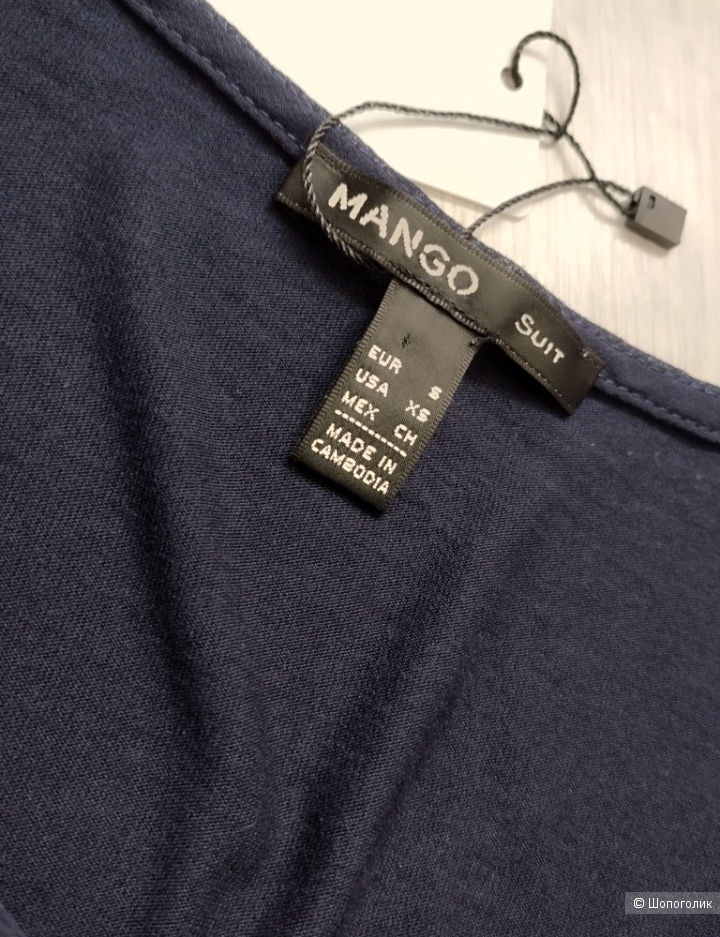 MANGO SUIT
EUR S
USA XS
MEX CH
MADE IN
CAMBODIA
© Шопоголик